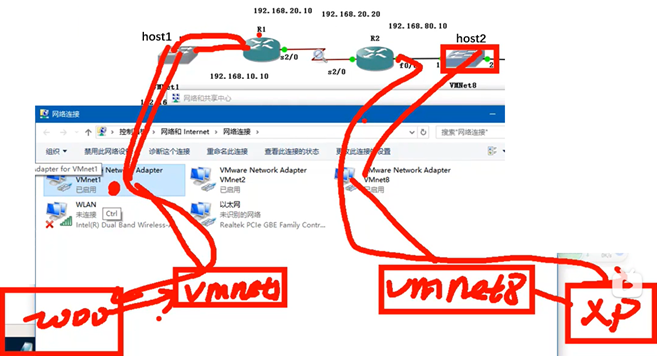 192.168.20.10
192.168.20.20
192.168.80.10
host1
R1
R2
host2
s2/0
s2/0
f0/
1
2
192.168.10.10
VMNet8
网络和共享中心
网络连接
网络和 Internet
网络连接
搜索"网络连接"
组织
禁用此网络设
诊断这个连接
重命名此连接
查看此连接的状态
更改此连接的设置
dapter for VMnet1
Network Adapter
VMnet1
已启用
VMware Network Adapter
VMnet2
已启用
VMware Network Adapter
VMnet8
已启用
WLAN
未连接
Intel(R) Dual Band Wireless-A
Ctrl
以太网
未识别的网络
Realtek PCIe GBE Family Contr...
vmnet1
vmnet8
XP